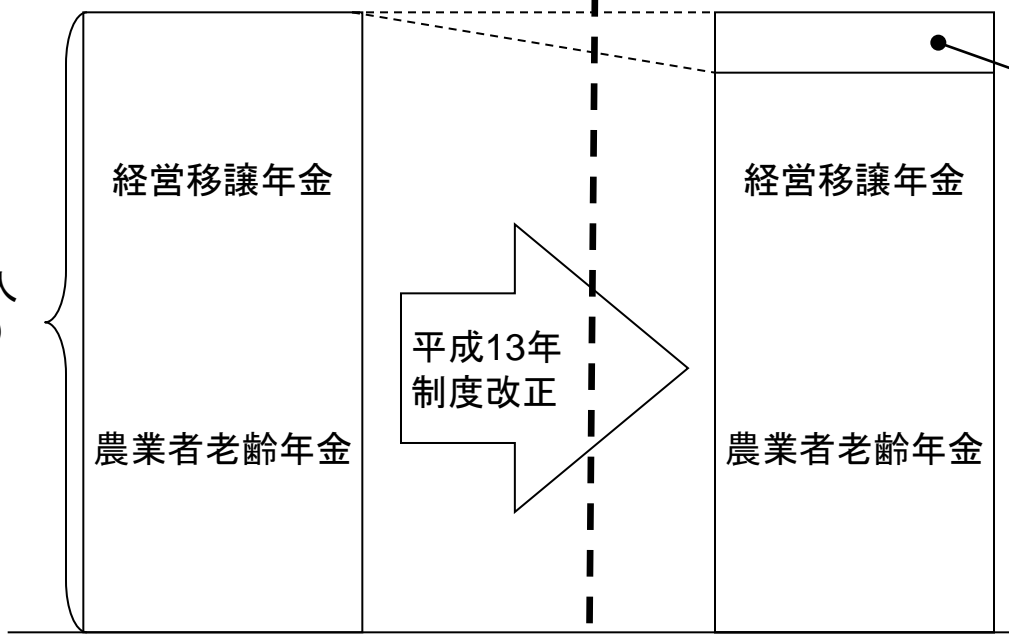 経営移譲年金
経営移譲年金
人
平成13年
制度改正
農業者老齢年金
農業者老齢年金